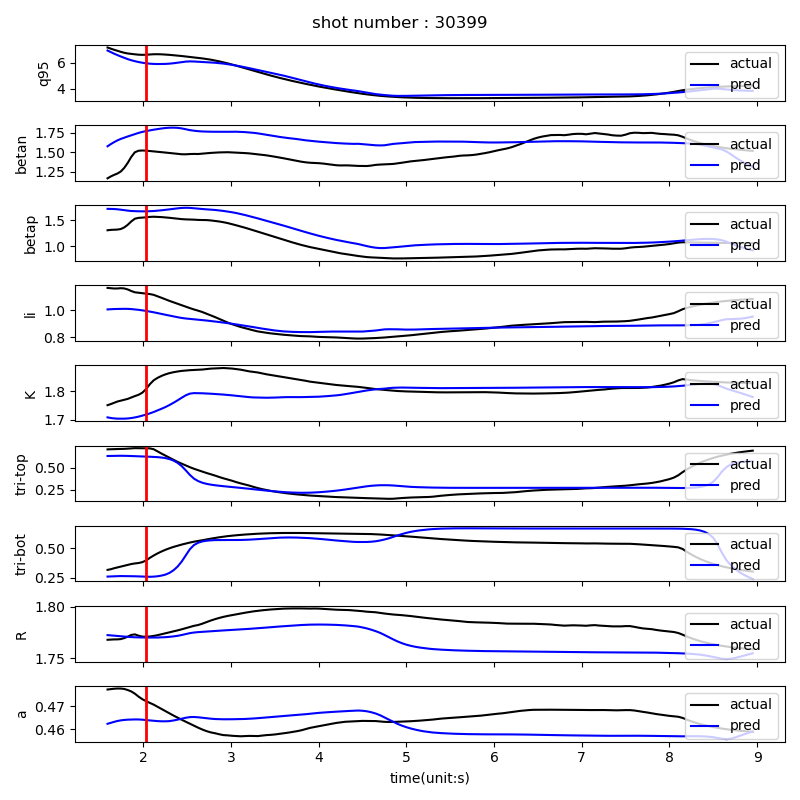 shot number : 30399
q95
6
4
actual
pred
betan
1.75
1.50
1.25
actual
pred
betap
1.5
1.0
actual
pred
li
1.0
0.8
actual
pred
K
1.8
1.7
actual
pred
tri-top
0.50
0.25
actual
pred
tri-bot
0.50
0.25
actual
pred
R
1.80
1.75
actual
pred
a
0.47
0.46
actual
pred
2 3 4 5 6 7 8 9
time(unit:s)